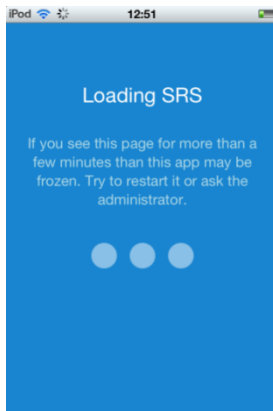 iPod 12:51
Loading SRS
If you see this page for more than a
few minutes than this app may be
frozen. Try to restart it or ask the
administrator.